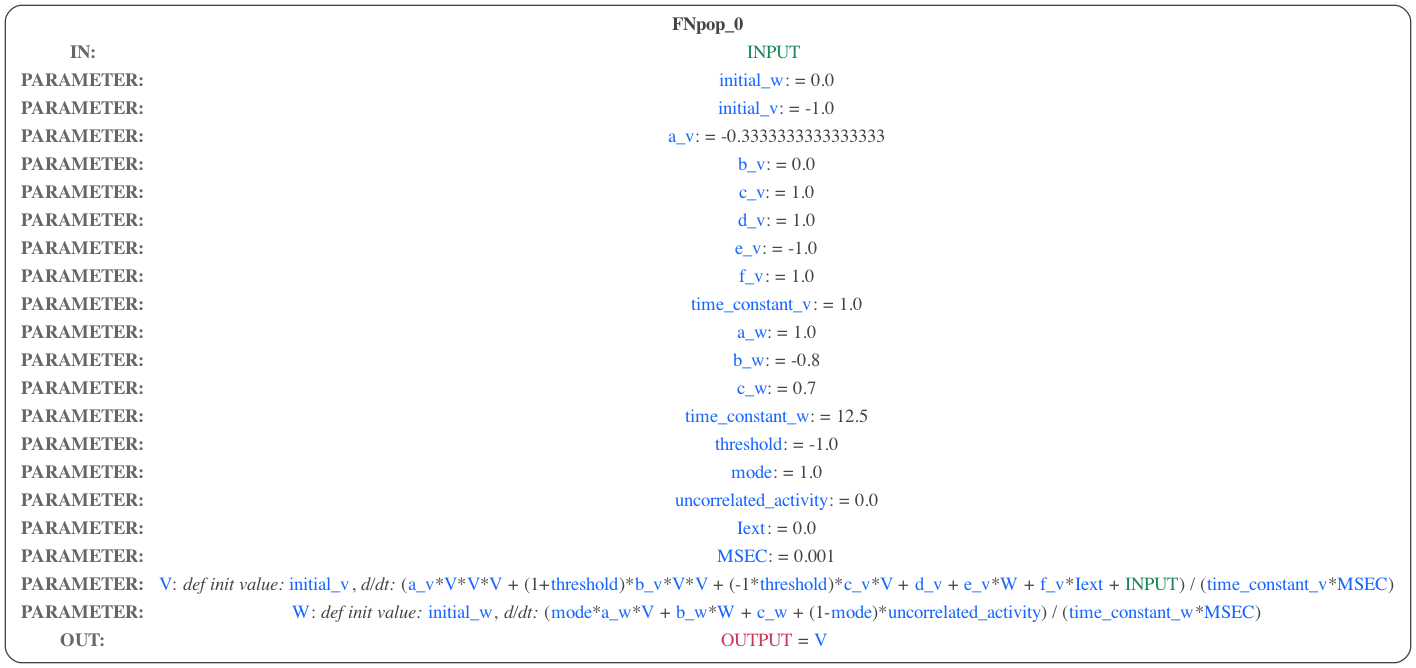 FNpop_0
IN: INPUT
PARAMETER: initial_w: = 0.0
PARAMETER: initial_v: = -1.0
PARAMETER: a_v: = -0.3333333333333333
PARAMETER: b_v: = 0.0
PARAMETER: c_v: = 1.0
PARAMETER: d_v: = 1.0
PARAMETER: e_v: = -1.0
PARAMETER: f_v: = 1.0
PARAMETER: time_constant_v: = 1.0
PARAMETER: a_w: = 1.0
PARAMETER: b_w: = -0.8
PARAMETER: c_w: = 0.7
PARAMETER: time_constant_w: = 12.5
PARAMETER: threshold: = -1.0
PARAMETER: mode: = 1.0
PARAMETER: uncorrelated_activity: = 0.0
PARAMETER: Iext: = 0.0
PARAMETER: MSEC: = 0.001
PARAMETER: V: def init value: initial_v, d/dt: (a_v*V*V*V + (1+threshold)*b_v*V*V + (-1*threshold)*c_v*V + d_v + e_v*W + f_v*Iext + INPUT) / (time_constant_v*MSEC)
PARAMETER: W: def init value: initial_w, d/dt: (mode*a_w*V + b_w*W + c_w + (1-mode)*uncorrelated_activity) / (time_constant_w*MSEC)
OUT: OUTPUT = V